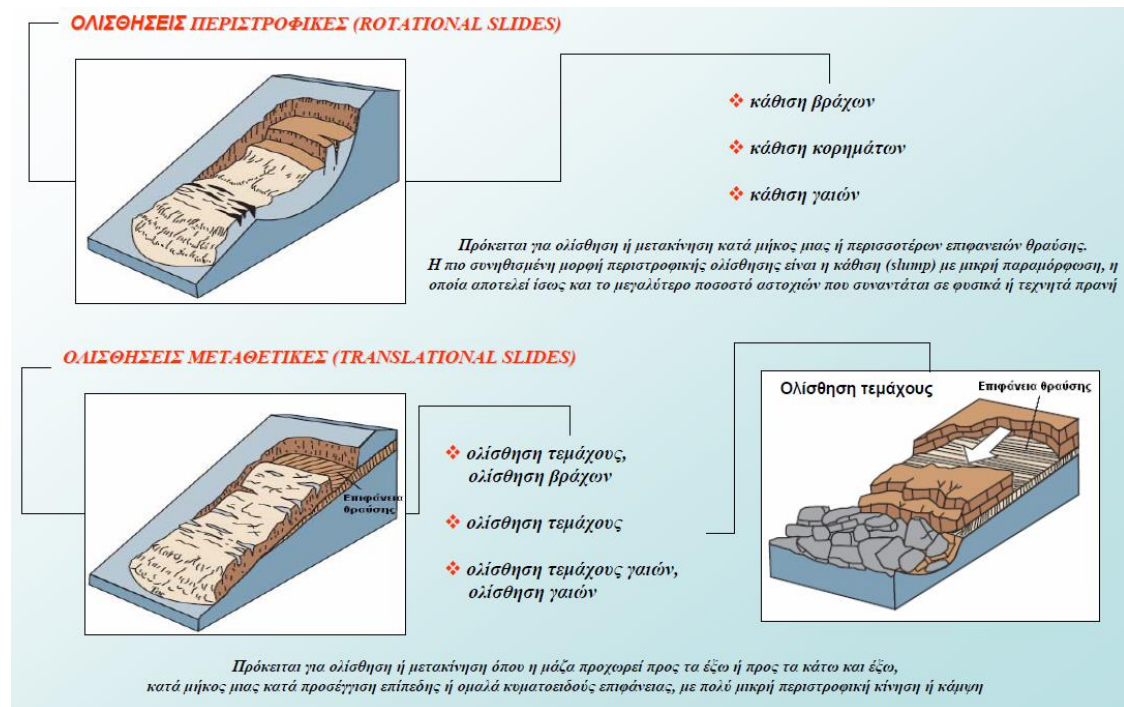 ΟΛΙΣΘΗΣΕΙΣ ΠΕΡΙΣΤΡΟΦΙΚΕΣ (ROTATIONAL SLIDES)
❖ κάθιση βράχων
❖ κάθιση κορημάτων
❖ κάθιση γαιών
Πρόκειται για ολίσθηση ή μετακίνηση κατά μήκος μιας ή περισσοτέρων επιφανειών θραύσης.
Η πιο συνηθισμένη μορφή περιστροφικής ολίσθησης είναι η κάθιση (slump) με μικρή παραμόρφωση, η
οποία αποτελεί ίσως και το μεγαλύτερο ποσοστό αστοχιών που συναντάται σε φυσικά ή τεχνητά πρανή
ΟΛΙΣΘΗΣΕΙΣ ΜΕΤΑΘΕΤΙΚΕΣ (TRANSLATIONAL SLIDES)
Επιφάνεια
θραύσης
❖ ολίσθηση τεμάχους,
ολίσθηση βράχων
❖ ολίσθηση τεμάχους
❖ ολίσθηση τεμάχους γαιών,
ολίσθηση γαιών
Ολίσθηση τεμάχους
Επιφάνεια θραύσης
Πρόκειται για ολίσθηση ή μετακίνηση όπου η μάζα προχωρεί προς τα έξω ή προς τα κάτω και έξω,
κατά μήκος μιας κατά προσέγγιση επίπεδης ή ομαλά κυματοειδούς επιφάνειας, με πολύ μικρή περιστροφική κίνηση ή κάμψη